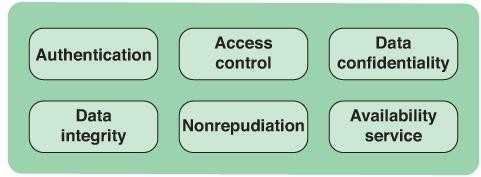 Authentication
Access
control
Data
confidentiality
Data
integrity
Nonrepudiation
Availability
service